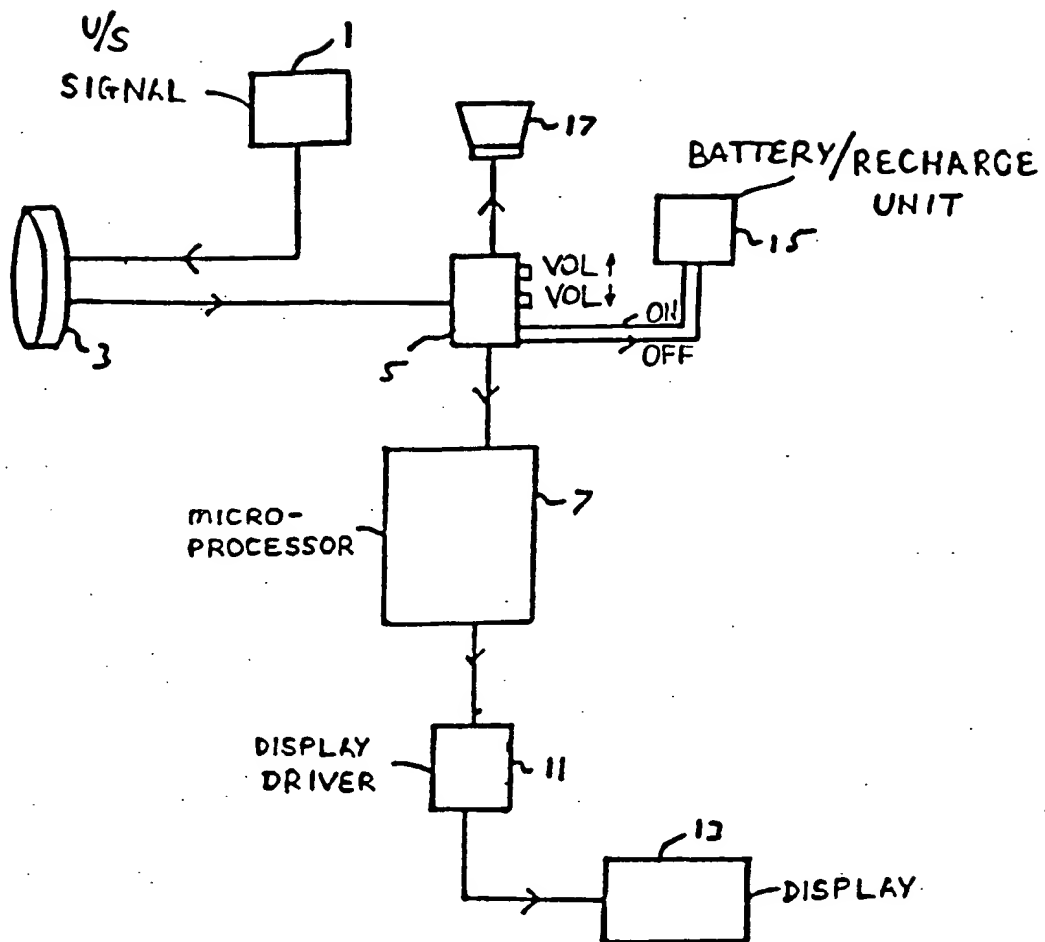 U/S
SIGNAL
1
17
BATTERY/RECHARGE
UNIT
15
VOL ↑
VOL ↓
ON
OFF
3
5
7
MICRO-
PROCESSOR
DISPLAY
DRIVER
11
13
DISPLAY